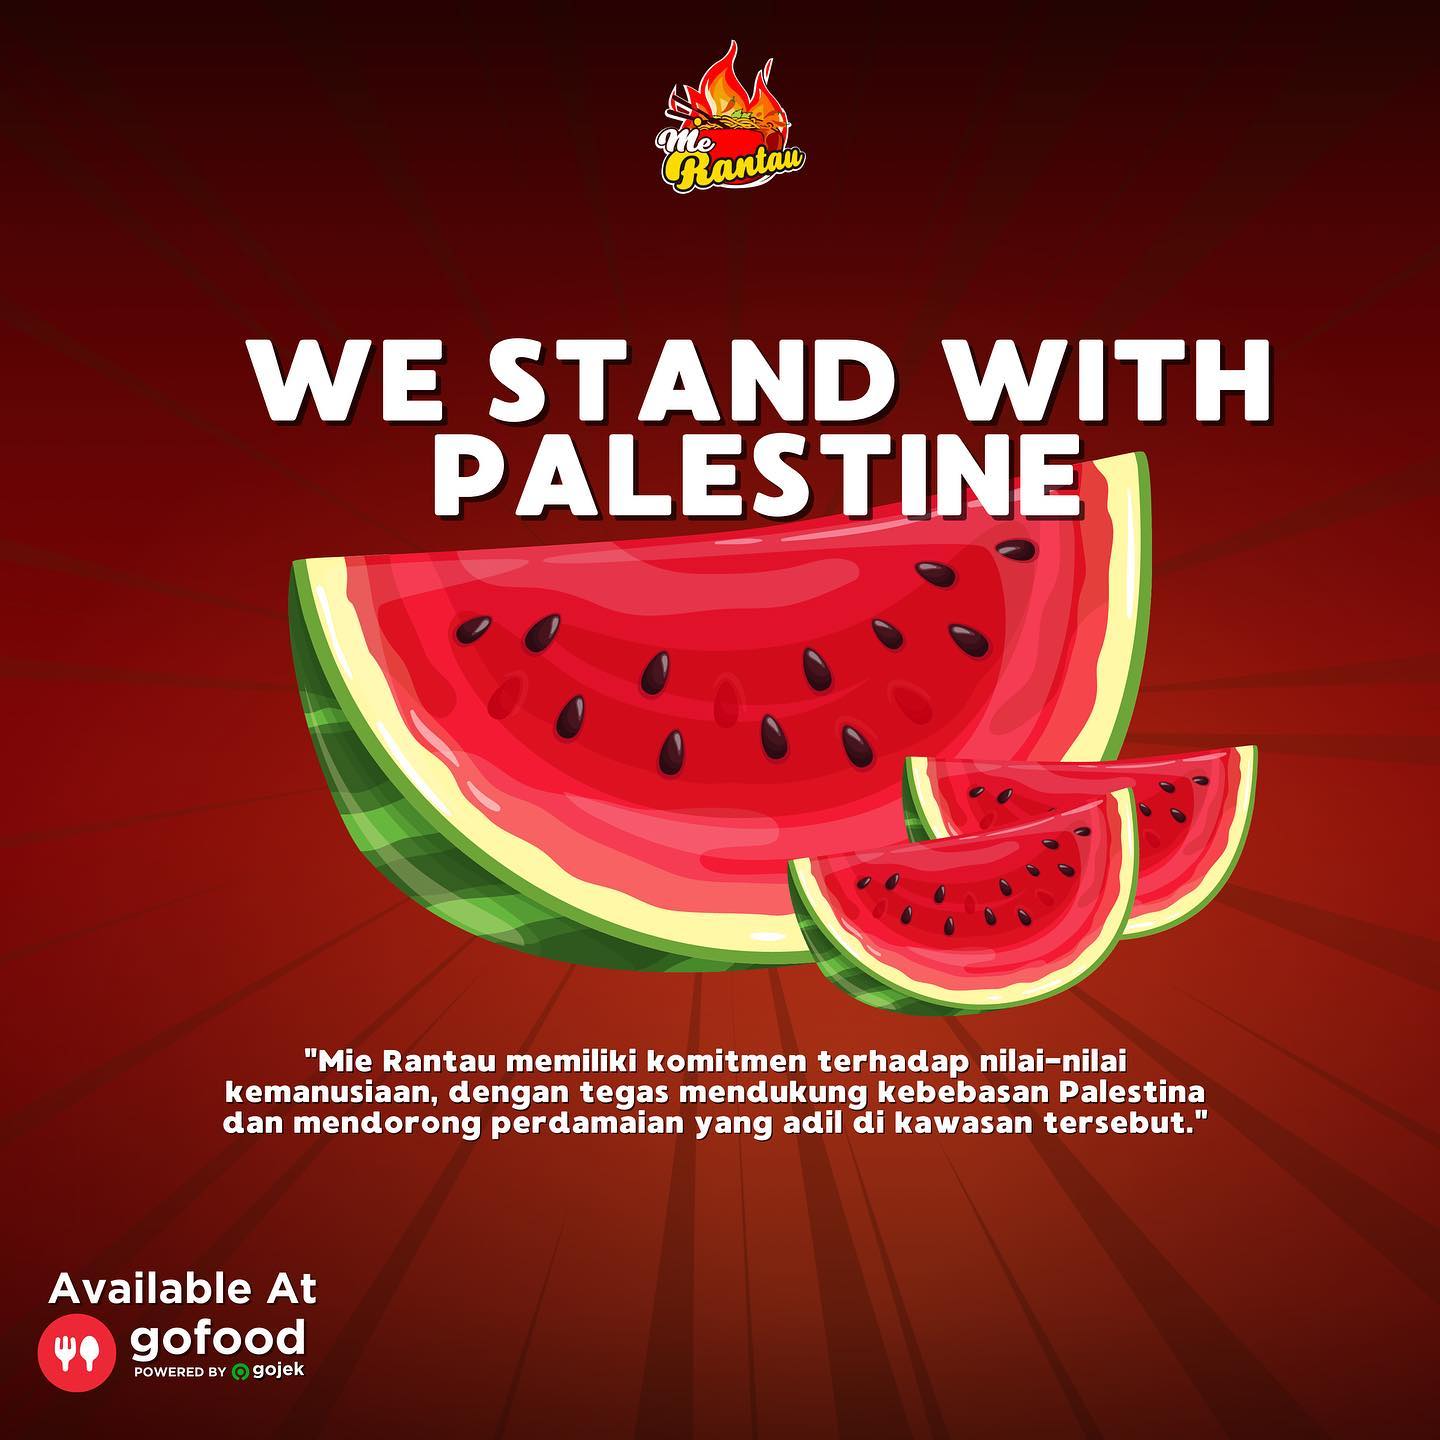 Me
Rantau
WE STAND WITH
PALESTINE
"Mie Rantau memiliki komitmen terhadap nilai-nilai
kemanusiaan, dengan tegas mendukung kebebasan Palestina
dan mendorong perdamaian yang adil di kawasan tersebut."
Available At
gofood
POWERED BY gojek